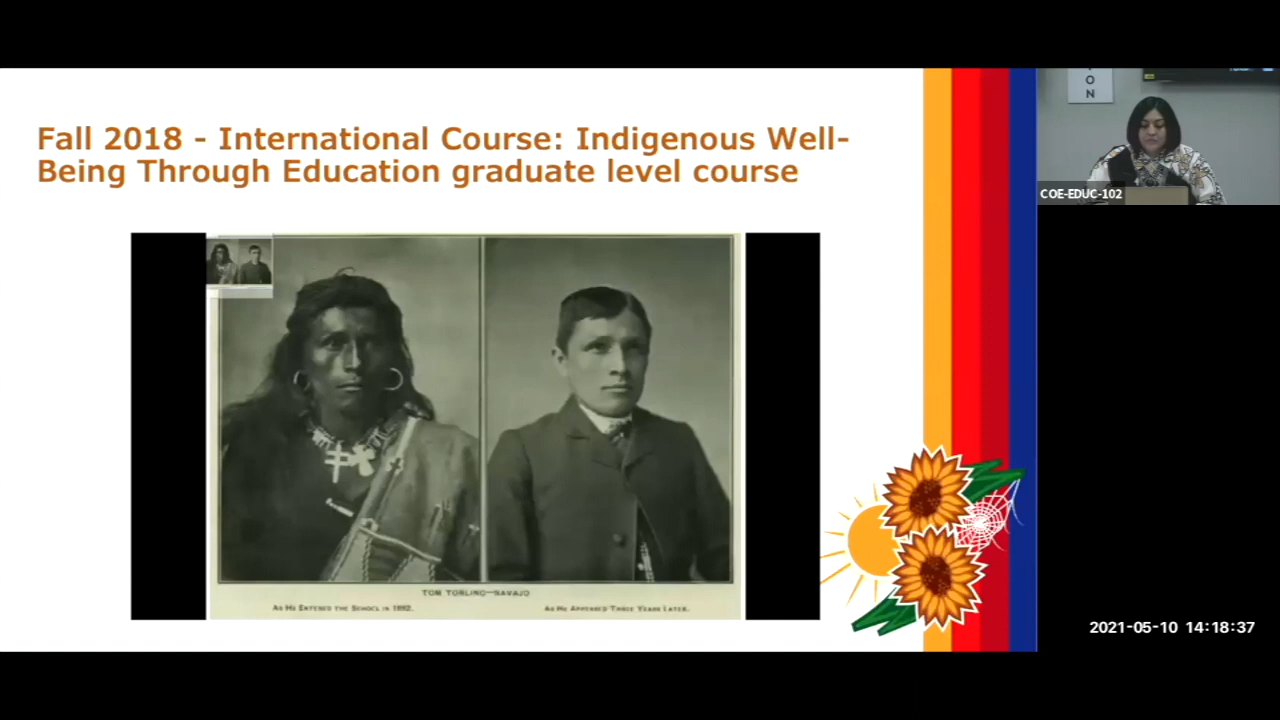 Fall 2018 - International Course: Indigenous Well-
Being Through Education graduate level course
TOM TORLINO—NAVAJO
AS HE ENTERED THE SCHOOL IN 1882.
AS HE APPEARED THREE YEARS LATER.
O
N
COE-EDUC-102
2021-05-10 14:18:37